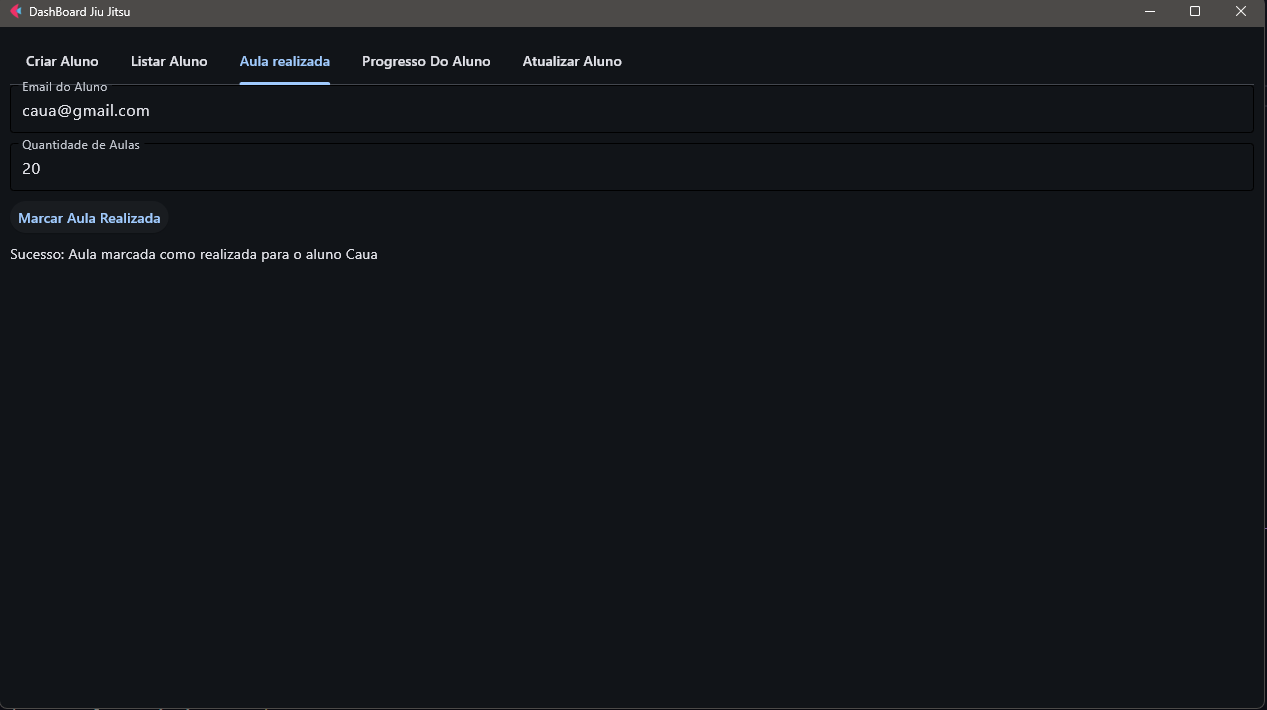 DashBoard Jiu Jitsu
Criar Aluno Listar Aluno Aula realizada Progresso Do Aluno Atualizar Aluno
Email do Aluno
caua@gmail.com
Quantidade de Aulas
20
Marcar Aula Realizada
Sucesso: Aula marcada como realizada para o aluno Caua